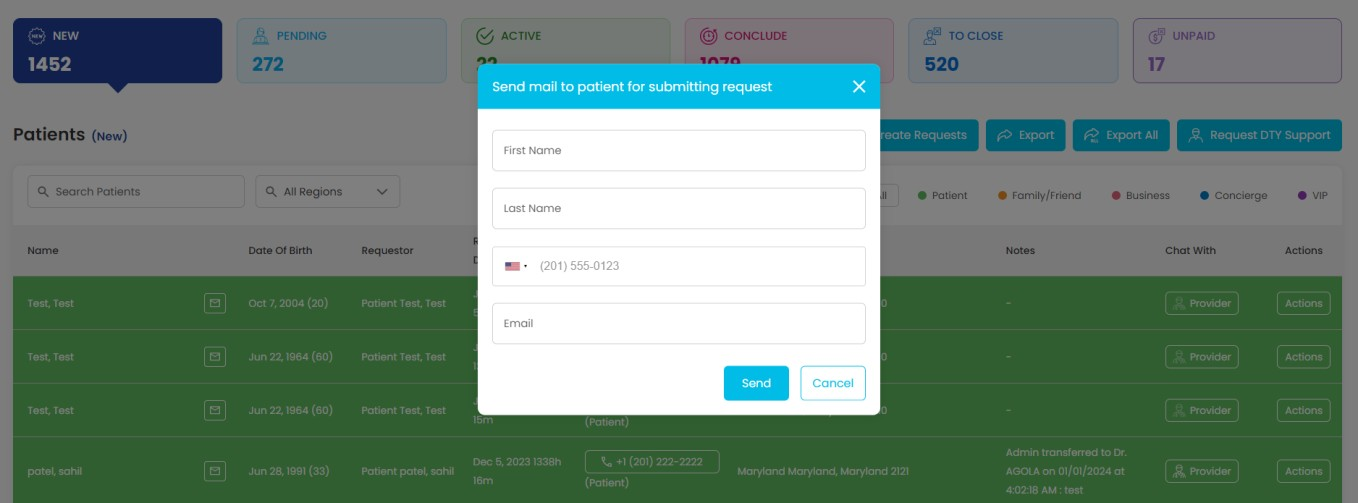 NEW
1452
PENDING
272
ACTIVE
CONCLUDE
1079
TO CLOSE
520
UNPAID
17
Send mail to patient for submitting request
Patients (New)
reate Requests
Export
Export All
Request DTY Support
First Name
Search Patients
All Regions
Patient
Family/Friend
Business
Concierge
VIP
Last Name
Name
Date Of Birth
Requestor
Notes
Chat With
Actions
(201) 555-0123
Test, Test
Oct 7, 2004 (20)
Patient Test, Test
-
Provider
Actions
Email
Test, Test
Jun 22, 1964 (60)
Patient Test, Test
-
Provider
Actions
Send
Cancel
Test, Test
Jun 22, 1964 (60)
Patient Test, Test
15m
(Patient)
-
Provider
Actions
patel, sahil
Jun 28, 1991 (33)
Patient patel, sahil
Dec 5, 2023 1338h
16m
+1 (201) 222-2222
(Patient)
Maryland Maryland, Maryland 2121
Admin transferred to Dr.
AGOLA on 01/01/2024 at
4:02:18 AM : test
Provider
Actions